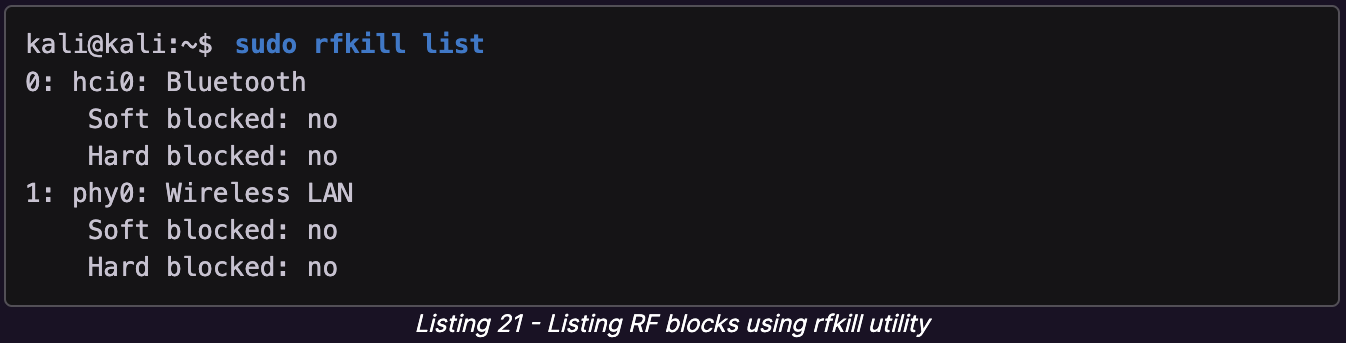 kali@kali:~$ sudo rfkill list
0: hci0: Bluetooth
    Soft blocked: no
    Hard blocked: no
1: phy0: Wireless LAN
    Soft blocked: no
    Hard blocked: no
Listing 21 - Listing RF blocks using rfkill utility